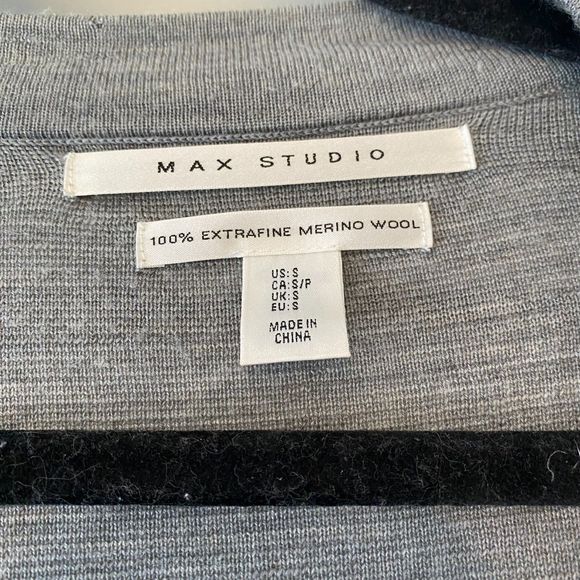 MAX STUDIO
100% EXTRAFINE MERINO WOOL
US: S
CA: S/P
UK: S
EU: S
MADE IN
CHINA